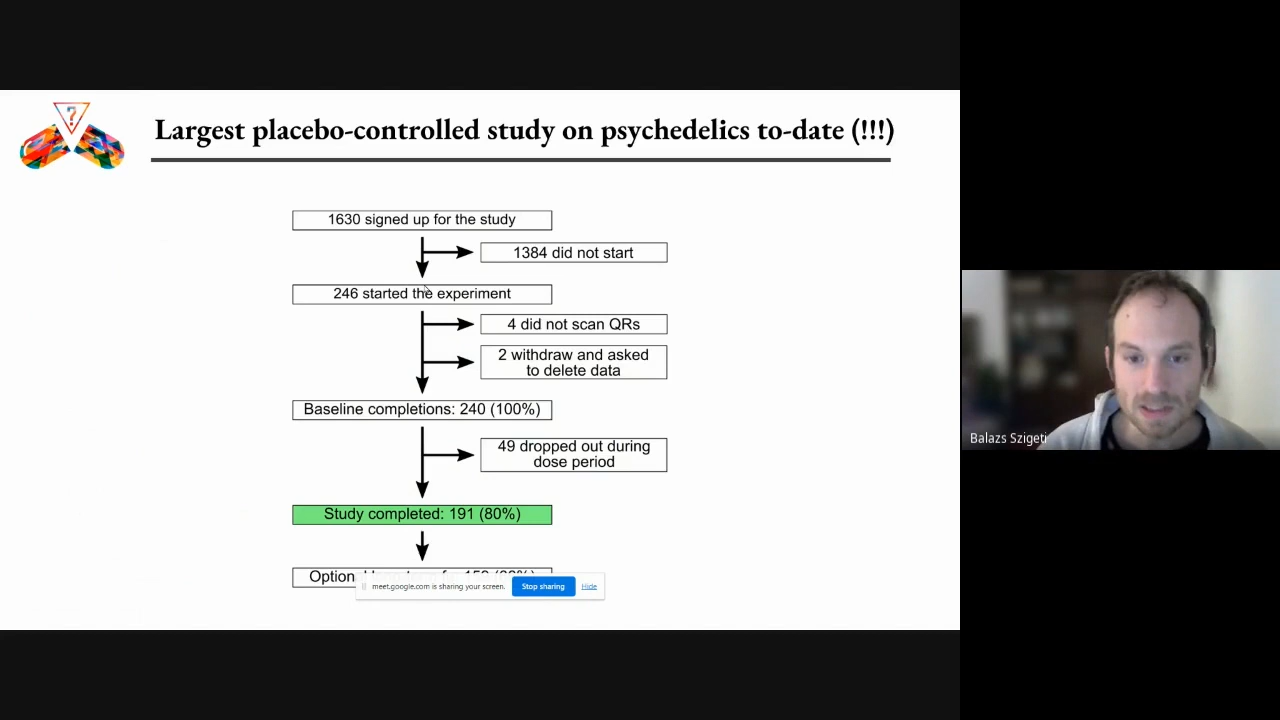 ?
Largest placebo-controlled study on psychedelics to-date (!!!)
1630 signed up for the study
1384 did not start
246 started the experiment
4 did not scan QRs
2 withdraw and asked
to delete data
Baseline completions: 240 (100%)
49 dropped out during
dose period
Study completed: 191 (80%)
meet.google.com is sharing your screen.
Stop sharing
Hide
Balazs Szigeti